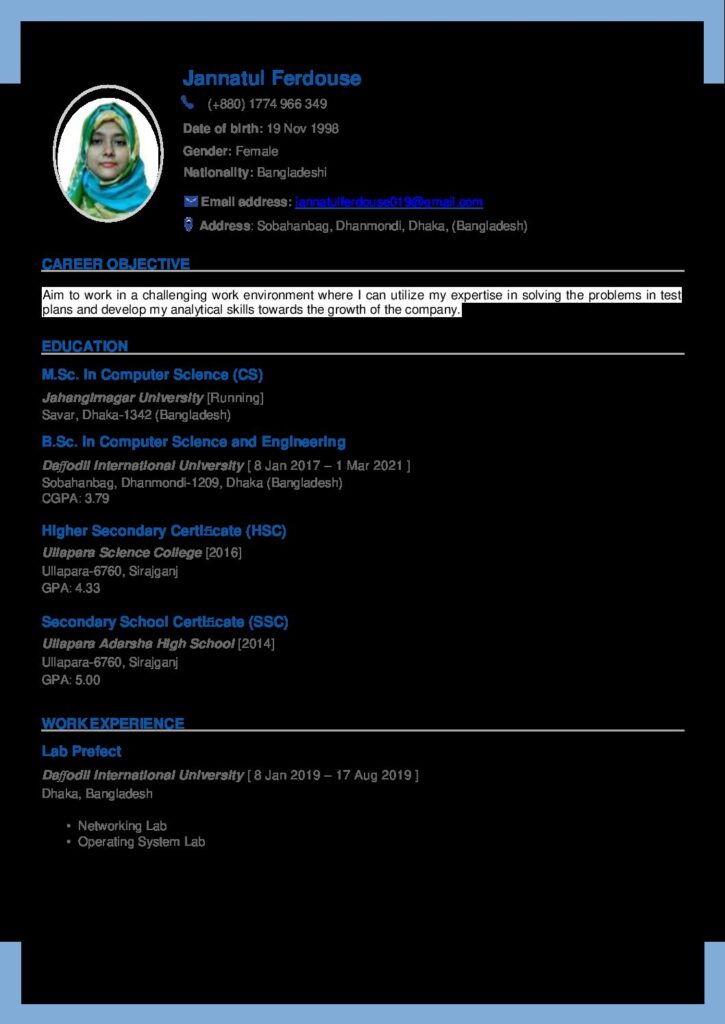 Jannatul Ferdouse
(+880) 1774 966 349
Date of birth: 19 Nov 1998
Gender: Female
Nationality: Bangladeshi
Email address: jannatulferdouse019@gmail.com
Address: Sobahanbag, Dhanmondi, Dhaka, (Bangladesh)
CAREER OBJECTIVE
Aim to work in a challenging work environment where I can utilize my expertise in solving the problems in test
plans and develop my analytical skills towards the growth of the company.
EDUCATION
M.Sc. in Computer Science (CS)
Jahangirnagar University [Running]
Savar, Dhaka-1342 (Bangladesh)
B.Sc. in Computer Science and Engineering
Daffodil International University [ 8 Jan 2017 – 1 Mar 2021 ]
Sobahanbag, Dhanmondi-1209, Dhaka (Bangladesh)
CGPA: 3.79
Higher Secondary Certificate (HSC)
Ullapara Science College [2016]
Ullapara-6760, Sirajganj
GPA: 4.33
Secondary School Certificate (SSC)
Ullapara Adarsha High School [2014]
Ullapara-6760, Sirajganj
GPA: 5.00
WORK EXPERIENCE
Lab Prefect
Daffodil International University [ 8 Jan 2019 – 17 Aug 2019 ]
Dhaka, Bangladesh
• Networking Lab
• Operating System Lab